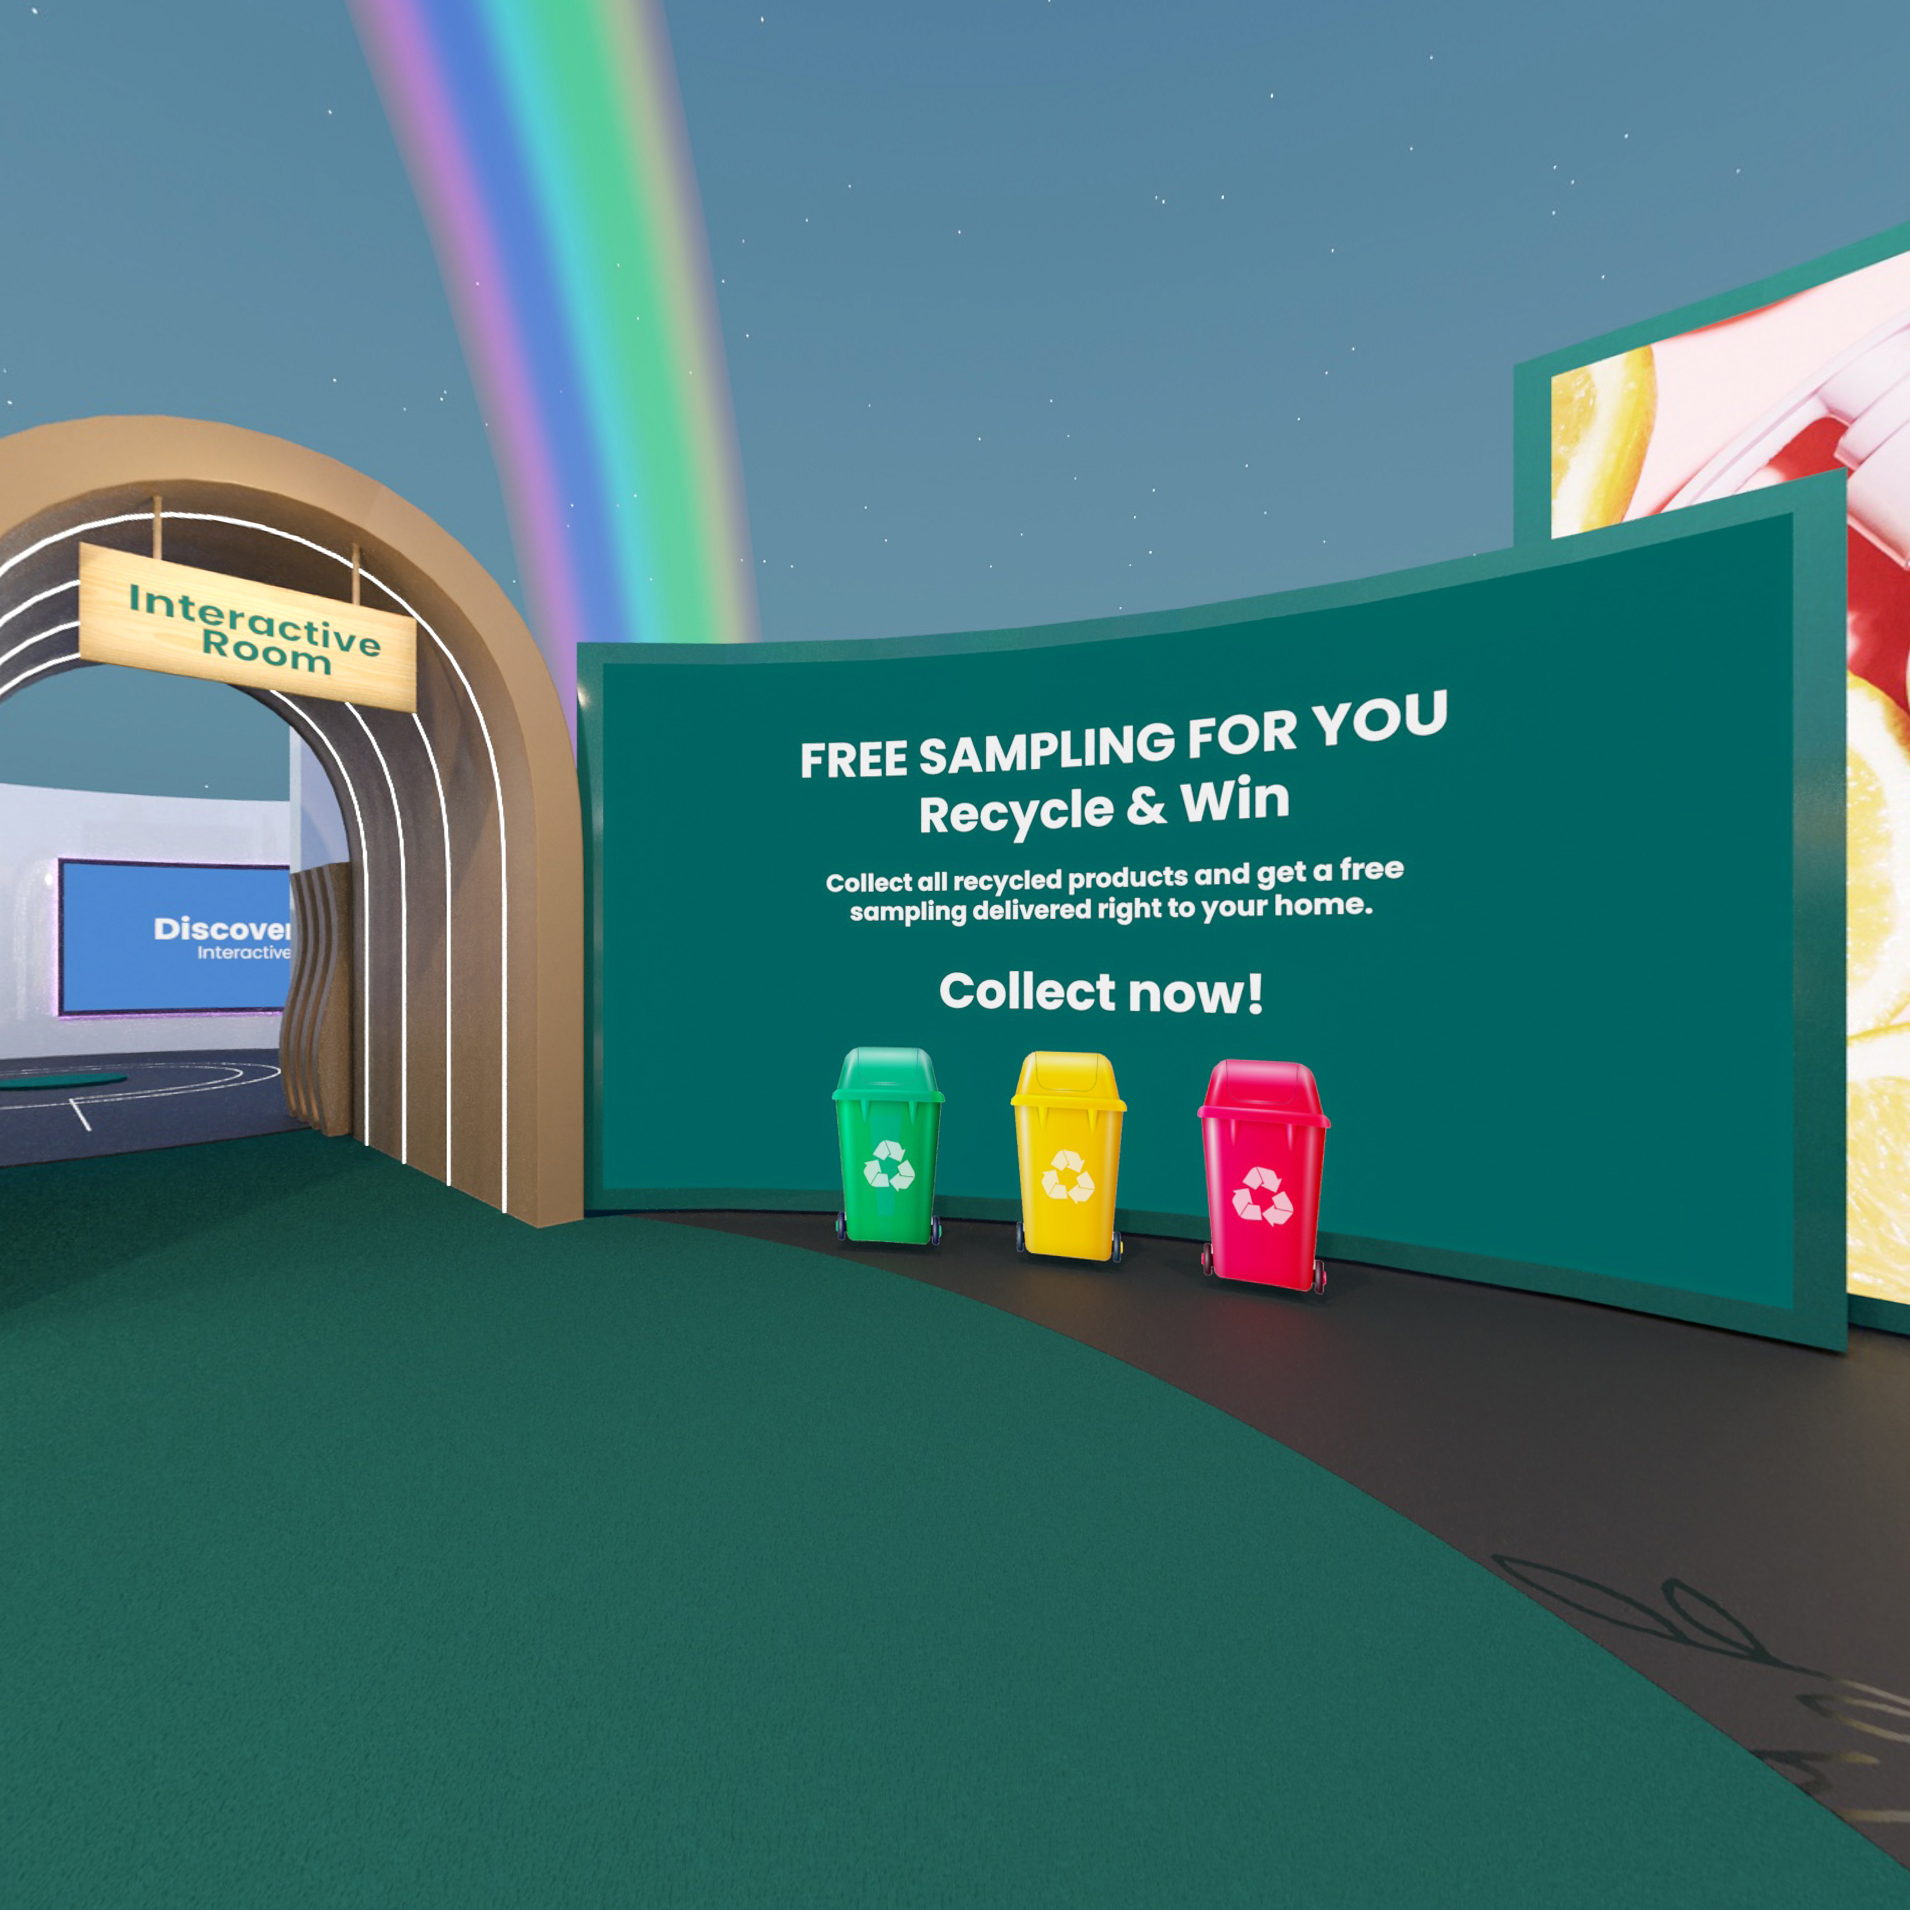 Interactive
Room
Discover
Interactive
FREE SAMPLING FOR YOU
Recycle & Win
Collect all recycled products and get a free
sampling delivered right to your home.
Collect now!